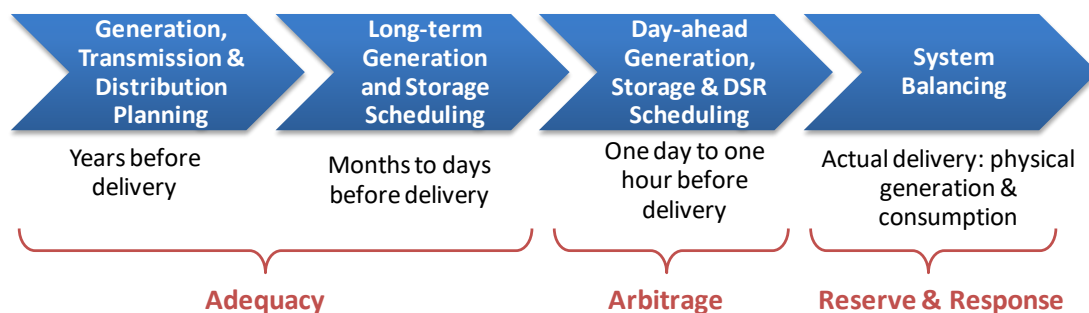 Generation,
Transmission &
Distribution
Planning
Long-term
Generation
and Storage
Scheduling
Day-ahead
Generation,
Storage & DSR
Scheduling
System
Balancing
Years before
delivery
Months to days
before delivery
One day to one
hour before
delivery
Actual delivery: physical
generation &
consumption
Adequacy
Arbitrage
Reserve & Response